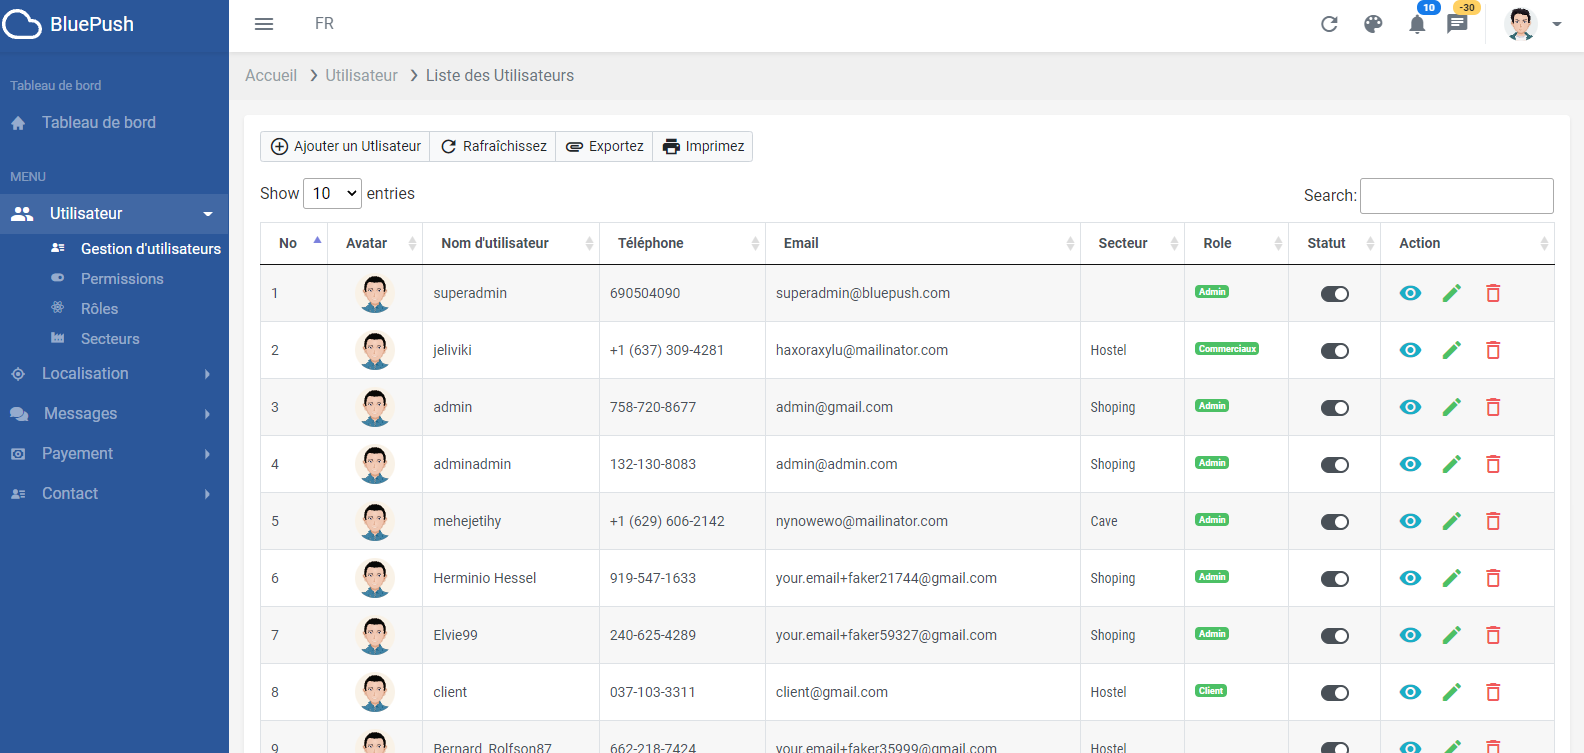 BluePush
FR
10
-30
Accueil > Utilisateur > Liste des Utilisateurs
Tableau de bord
Tableau de bord
MENU
Utilisateur
Gestion d'utilisateurs
Permissions
Rôles
Secteurs
Localisation
Messages
Payement
Contact
Ajouter un Utlisateur
Rafraîchissez
Exportez
Imprimez
Show 10 entries
Search:
No Avatar Nom d'utilisateur Téléphone Email Secteur Role Statut Action
1 superadmin 690504090 superadmin@bluepush.com Admin
2 jeliviki +1 (637) 309-4281 haxoraxylu@mailinator.com Hostel Commerciaux
3 admin 758-720-8677 admin@gmail.com Shoping Admin
4 adminadmin 132-130-8083 admin@admin.com Shoping Admin
5 mehejetihy +1 (629) 606-2142 nynowewo@mailinator.com Cave Admin
6 Herminio Hessel 919-547-1633 your.email+faker21744@gmail.com Shoping Admin
7 Elvie99 240-625-4289 your.email+faker59327@gmail.com Shoping Admin
8 client 037-103-3311 client@gmail.com Hostel Client
9 Bernard_Rolfson87 662-218-7424 your.email+faker35999@gmail.com Hostel